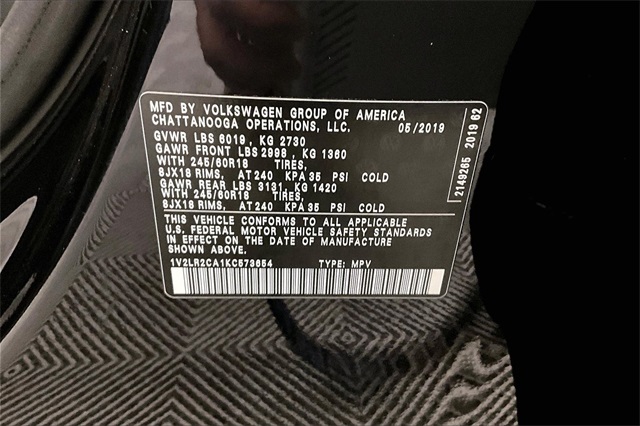 MFD BY VOLKSWAGEN GROUP OF AMERICA
CHATTANOOGA OPERATIONS, LLC. 05/2019
GVWR LBS 6019 , KG 2730
GAWR FRONT LBS 2998 , KG 1360
WITH 245/60R18 TIRES,
8JX18 RIMS, AT 240 KPA 35 PSI COLD
GAWR REAR LBS 3131, KG 1420
WITH 245/60R18 TIRES,
8JX18 RIMS, AT 240 KPA 35 PSI COLD
THIS VEHICLE CONFORMS TO ALL APPLICABLE
U.S. FEDERAL MOTOR VEHICLE SAFETY STANDARDS
IN EFFECT ON THE DATE OF MANUFACTURE
SHOWN ABOVE.
1V2LR2CA1KC573654 TYPE: MPV
2149265 2019 62